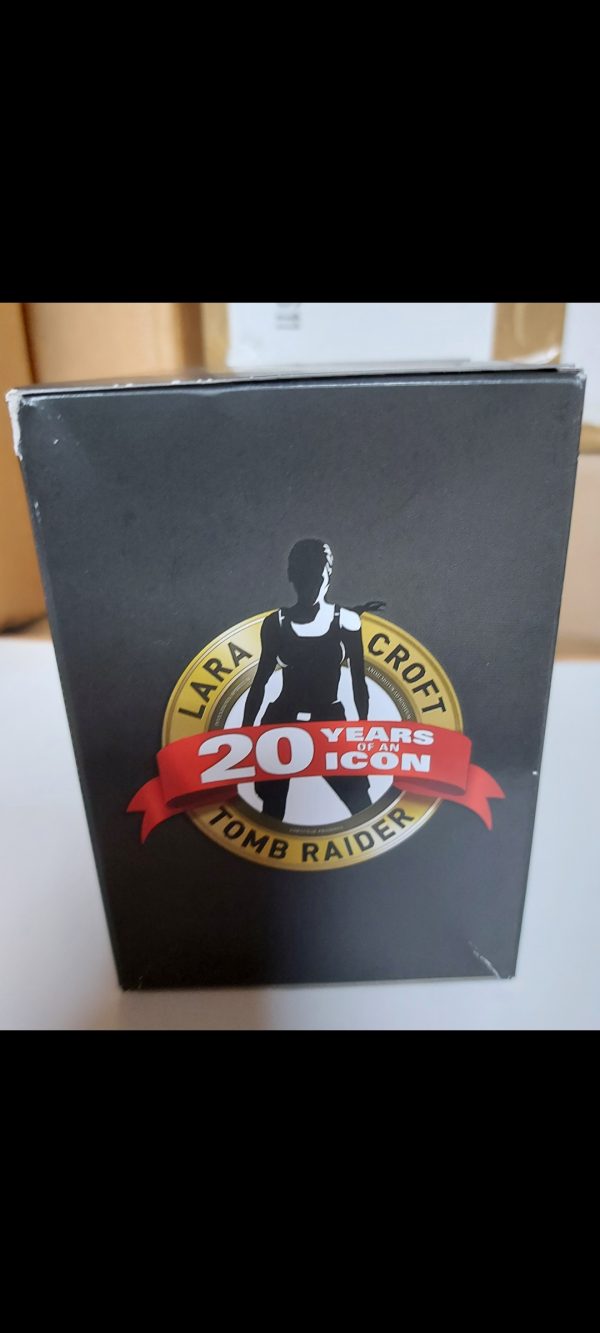 LARA CROFT
20 YEARS
OF AN
ICON
TOMB RAIDER